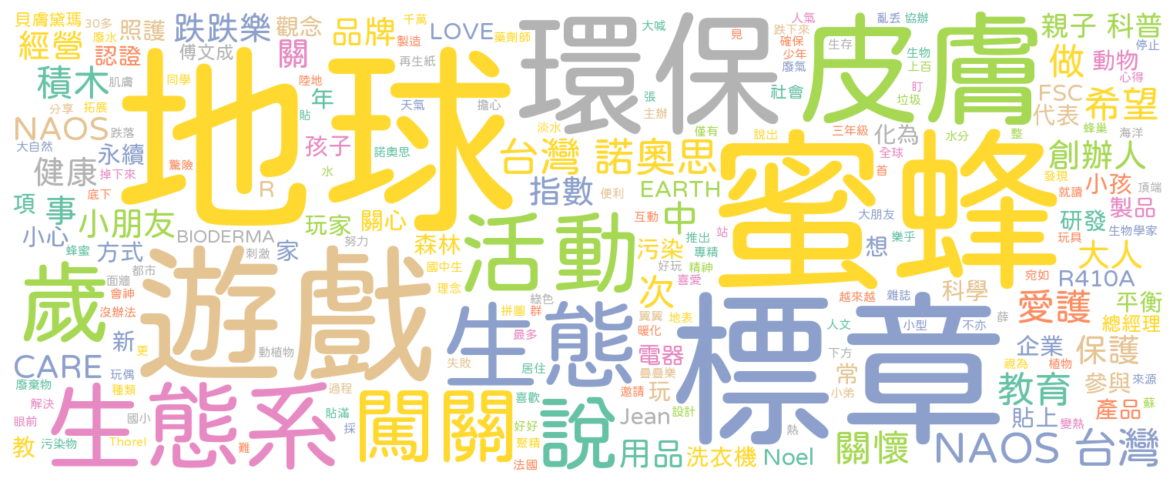 貝膚黛瑪 30多 照護 跌跌樂 觀念 品牌 千萬 LOVE 藥劑師 大喊 環保 見 人氣 跌下來 亂丟 協辦 親子 科普
經營 廢水 認證 傅文成 關 製造 再生紙 確保 少年 廢氣 生存 生物 上百 做 動物 停止
積木 肌膚 同學 陸地 年 天氣 擔心 張 主辦 社會 皮膚 盯 垃圾 FSC 心得 希望
分享 拓展 地球 貼 淡水 僅有 說出 三年級 化為 水分 整 代表 蜂巢 海洋
NAOS 跌落 大自然 永續 驚險 孩子 諾奧思 台灣 諾奧思 蜜蜂 全球 創辦人 發現
健康 掉下來 底下 R 水 指數 便利 EARTH 首 就讀 小孩 頂端
項 事 小朋友 玩家 關心 活動 中 互動 站 大朋友 研發 玩具 製品
小心 方式 BIODERMA 家 努力 森林 污染 推出 專精 樂乎 想 大人 生物學家
蜂蜜 面牆 都市 刺激 國中生 好玩 精神 次 喜愛 科學 宛如 R410A
歲 會神 沒辦法 遊戲 理念 綠色 越來越 雜誌 愛護 平衡
新 更 動植物 生態 拼圖 群 翼翼 地表 暖化 標章 人文 小型 不亦 薛 總經理
CARE 玩偶 失敗 最多 電器 下方 企業 保護
廢棄物 種類 過程 居住 疊疊樂 玩 常 視為 植物 來源
生態系 闖關 喜歡 說 邀請 小弟 教育 參與
解決 國小 貼滿 Jean 設計 貼上 產品 蘇
眼前 採 好好 熱 變熱
教 污染物 Thorel 難 聚精 法國 用品 洗衣機 Noel 關懷 NAOS 台灣